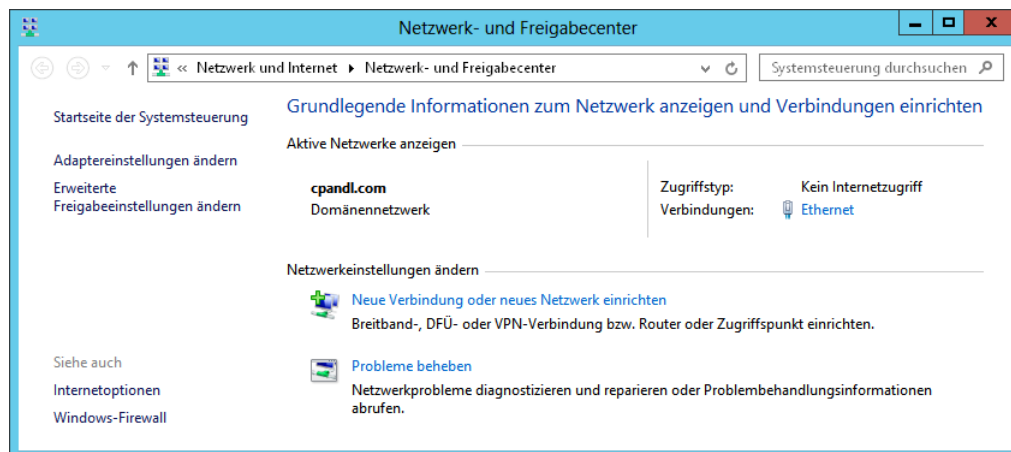 Netzwerk- und Freigabecenter
« Netzwerk und Internet ▸ Netzwerk- und Freigabecenter
Systemsteuerung durchsuchen
Startseite der Systemsteuerung
Adaptereinstellungen ändern
Erweiterte
Freigabeeinstellungen ändern
Grundlegende Informationen zum Netzwerk anzeigen und Verbindungen einrichten
Aktive Netzwerke anzeigen
cpandl.com
Domänennetzwerk
Zugriffstyp: Kein Internetzugriff
Verbindungen: Ethernet
Netzwerkeinstellungen ändern
Neue Verbindung oder neues Netzwerk einrichten
Breitband-, DFÜ- oder VPN-Verbindung bzw. Router oder Zugriffspunkt einrichten.
Probleme beheben
Netzwerkprobleme diagnostizieren und reparieren oder Problembehandlungsinformationen
abrufen.
Siehe auch
Internetoptionen
Windows-Firewall